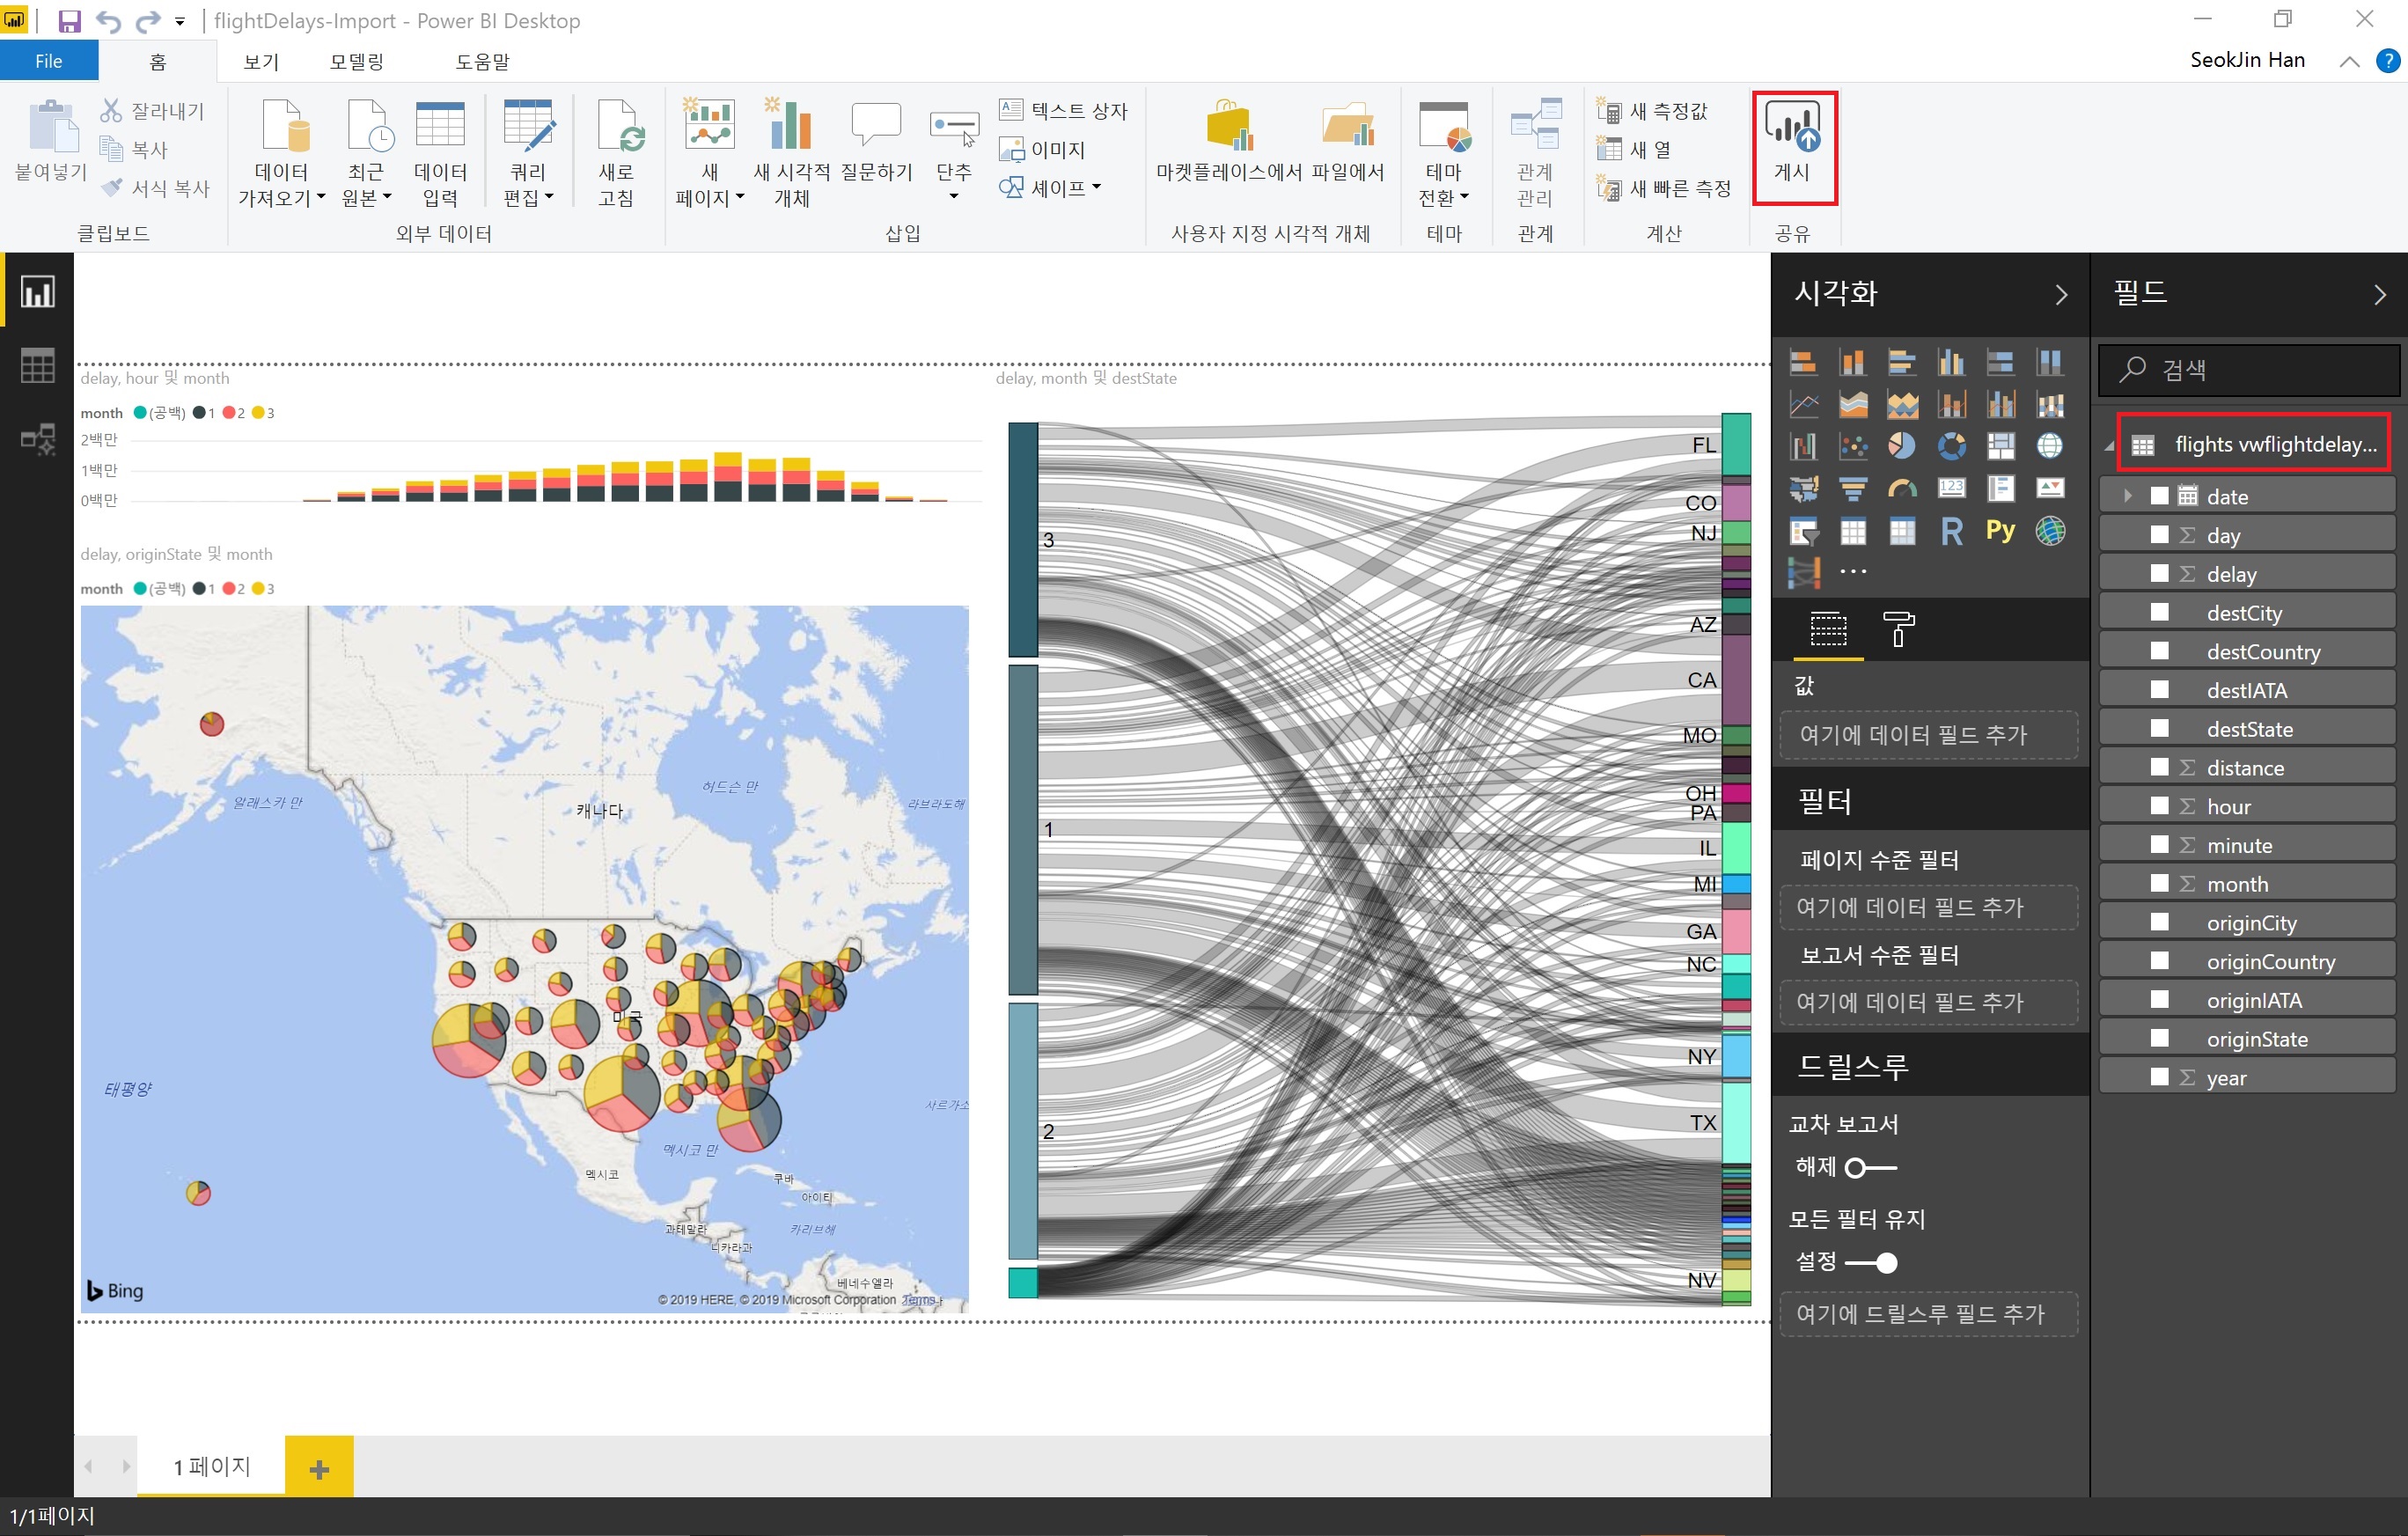 flightDelays-Import - Power BI Desktop
File
홈
보기
모델링
도움말
SeokJin Han
?
붙여넣기
잘라내기
복사
서식 복사
클립보드
데이터
가져오기
최근
원본
데이터
입력
쿼리
편집
새로
고침
외부 데이터
새
페이지
새 시각적
개체
질문하기
단추
텍스트 상자
이미지
셰이프
삽입
마켓플레이스에서
파일에서
사용자 지정 시각적 개체
테마
전환
테마
관계
관리
관계
새 측정값
새 열
새 빠른 측정
계산
게시
공유
delay, hour 및 month
month (공백) 1 2 3
2백만
1백만
0백만
delay, originState 및 month
month (공백) 1 2 3
알래스카 만
캐나다
허드슨 만
라브라도해
미국
태평양
사르가소
멕시코 만
멕시코
쿠바
아이티
과테말라
카리브해
니카라과
베네수엘라
Bing
© 2019 HERE, © 2019 Microsoft Corporation Terms
delay, month 및 destState
3
1
2
FL
CO
NJ
AZ
CA
MO
OH
PA
IL
MI
GA
NC
NY
TX
NV
시각화
123
R
Py
...
값
여기에 데이터 필드 추가
필터
페이지 수준 필터
여기에 데이터 필드 추가
보고서 수준 필터
여기에 데이터 필드 추가
드릴스루
교차 보고서
해제
모든 필터 유지
설정
여기에 드릴스루 필드 추가
필드
검색
flights vwflightdelay...
date
Σ day
Σ delay
destCity
destCountry
destIATA
destState
Σ distance
Σ hour
Σ minute
Σ month
originCity
originCountry
originIATA
originState
Σ year
1 페이지
1/1페이지